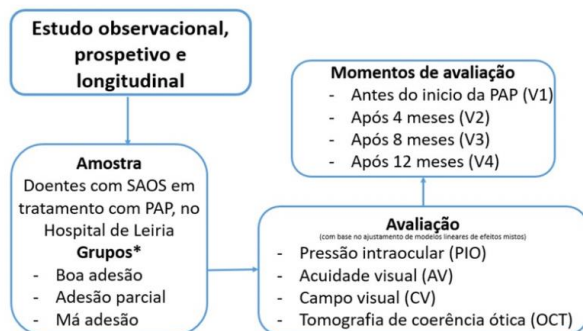 Estudo observacional,
prospetivo e
longitudinal
Amostra
Doentes com SAOS em
tratamento com PAP, no
Hospital de Leiria
Grupos*
- Boa adesão
- Adesão parcial
- Má adesão
Avaliação
(com base no ajustamento de modelos lineares de efeitos mistos)
- Pressão intraocular (PIO)
- Acuidade visual (AV)
- Campo visual (CV)
- Tomografia de coerência ótica (OCT)
Momentos de avaliação
- Antes do inicio da PAP (V1)
- Após 4 meses (V2)
- Após 8 meses (V3)
- Após 12 meses (V4)